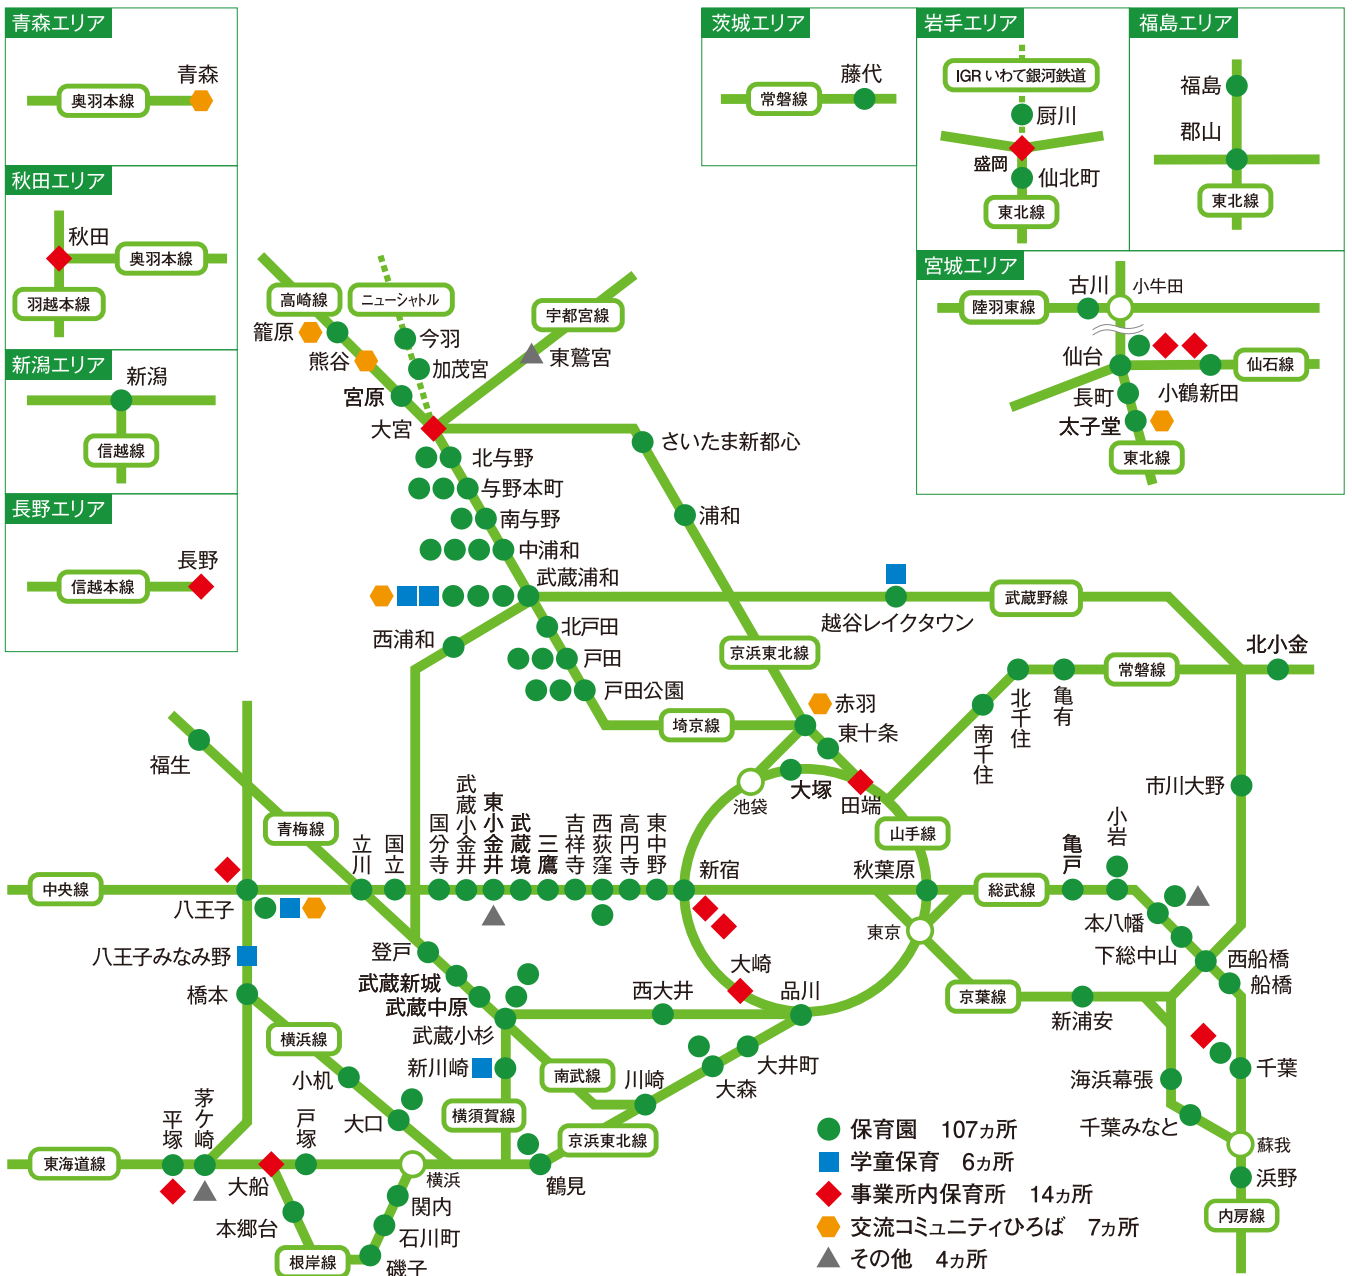 青森エリア
青森
奥羽本線
秋田エリア
秋田
奥羽本線
羽越本線
新潟エリア
新潟
信越線
長野エリア
長野
信越本線
茨城エリア
藤代
常磐線
岩手エリア
IGR いわて銀河鉄道
厨川
盛岡
仙北町
東北線
福島エリア
福島
郡山
東北線
宮城エリア
古川
小牛田
陸羽東線
仙台
小鶴新田
仙石線
長町
太子堂
東北線
高崎線
ニューシャトル
宇都宮線
籠原
熊谷
今羽
加茂宮
東鷲宮
宮原
大宮
さいたま新都心
北与野
与野本町
南与野
浦和
中浦和
武蔵浦和
越谷レイクタウン
武蔵野線
西浦和
北戸田
戸田
戸田公園
京浜東北線
北小金
常磐線
亀有
北千住
南千住
埼京線
赤羽
東十条
池袋
大塚
田端
山手線
市川大野
福生
青梅線
中央線
八王子
立川
国立
国分寺
武蔵小金井
東小金井
武蔵境
三鷹
吉祥寺
西荻窪
高円寺
東中野
新宿
秋葉原
総武線
亀戸
小岩
本八幡
下総中山
西船橋
船橋
東京
京葉線
新浦安
八王子みなみ野
橋本
登戸
武蔵新城
武蔵中原
武蔵小杉
西大井
大崎
品川
横浜線
小机
大口
新川崎
南武線
川崎
大森
大井町
横須賀線
京浜東北線
海浜幕張
千葉
千葉みなと
蘇我
浜野
内房線
東海道線
平塚
茅ケ崎
大船
戸塚
横浜
鶴見
本郷台
関内
石川町
磯子
根岸線
保育園 107ヵ所
学童保育 6ヵ所
事業所内保育所 14ヵ所
交流コミュニティひろば 7ヵ所
その他 4ヵ所